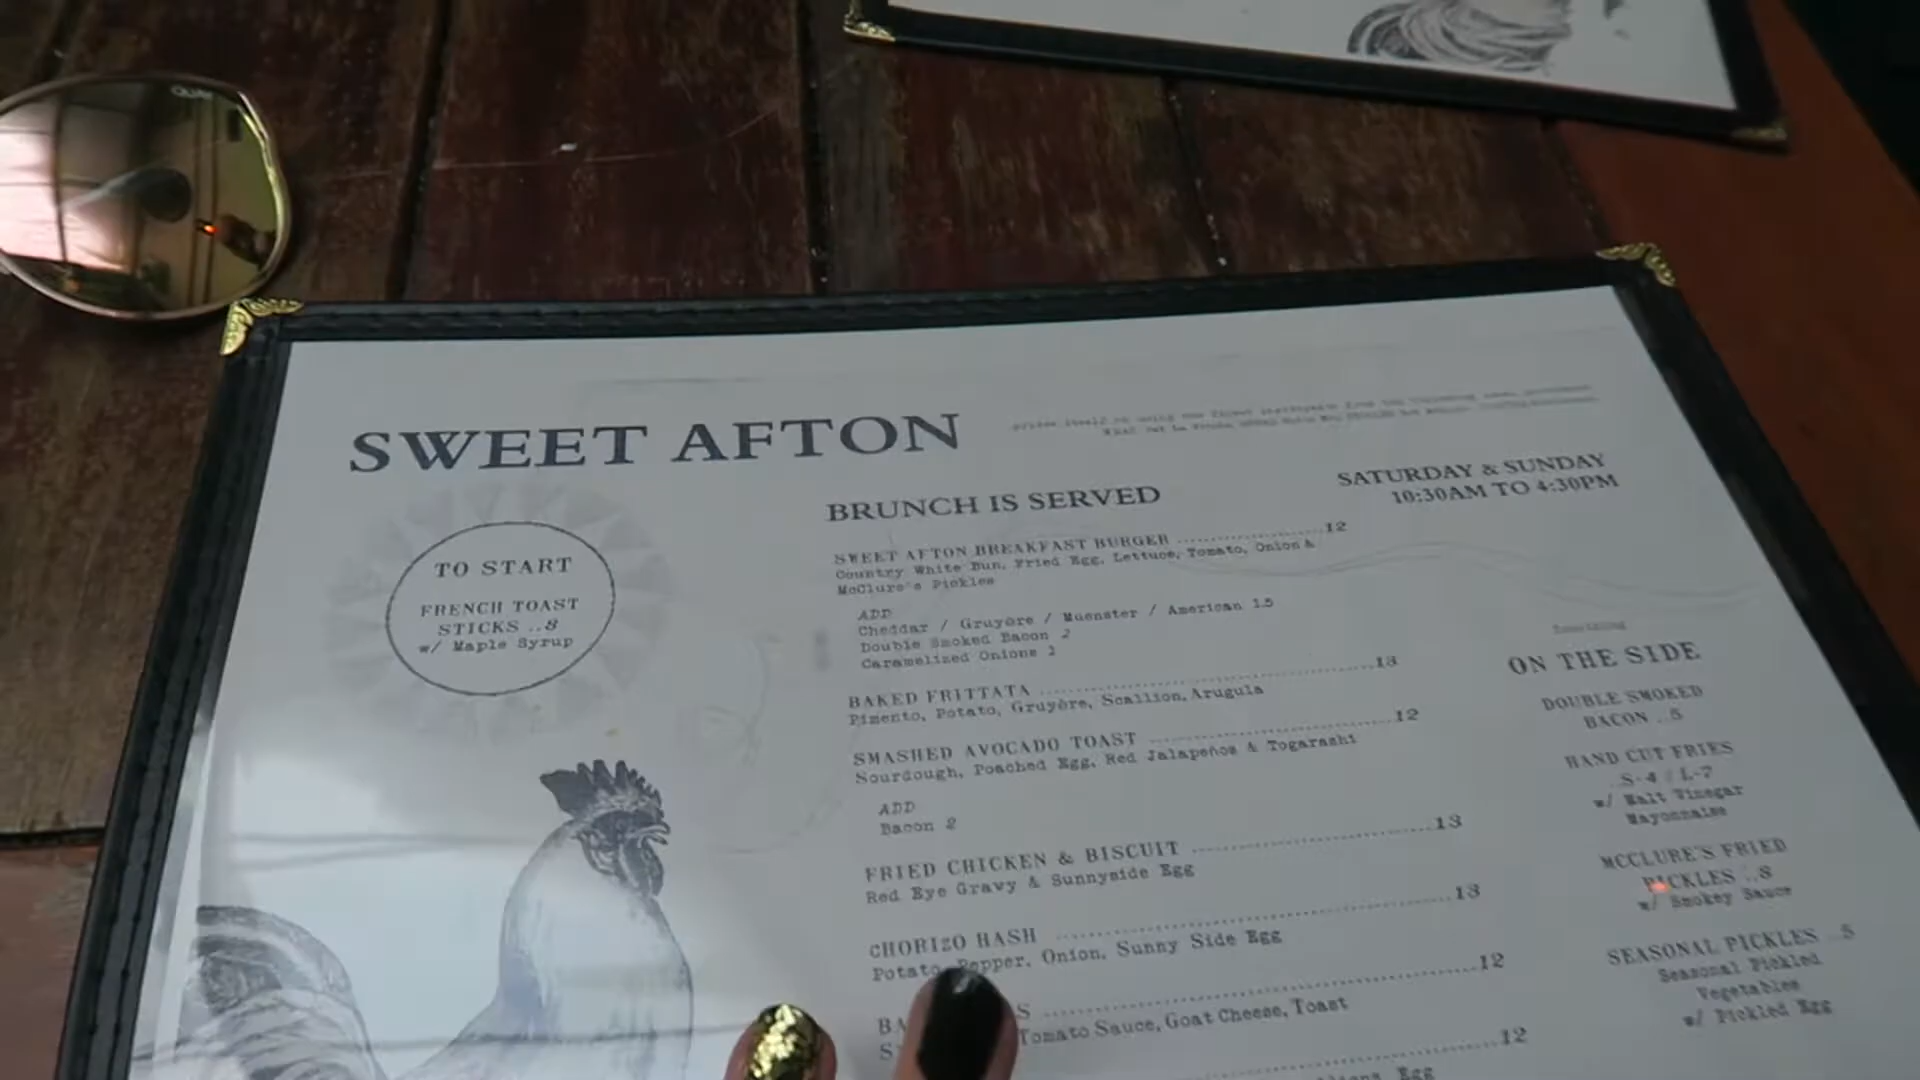 QUAY
SWEET AFTON
TO START
FRENCH TOAST
STICKS ..8
w/ Maple Syrup
BRUNCH IS SERVED
SATURDAY & SUNDAY
10:30AM TO 4:30PM
SWEET AFTON BREAKFAST BURGER ..........12
Country White Bun, Fried Egg, Lettuce, Tomato, Onion &
McClure's Pickles
ADD
Cheddar / Gruyère / Muenster / American 1.5
Double Smoked Bacon 2
Caramelized Onions 1
BAKED FRITTATA ..........13
Pimento, Potato, Gruyère, Scallion, Arugula
SMASHED AVOCADO TOAST ..........12
Sourdough, Poached Egg, Red Jalapeños & Togarashi
ADD
Bacon 2
FRIED CHICKEN & BISCUIT ..........13
Red Eye Gravy & Sunnyside Egg
CHORIZO HASH ..........13
Potato, Pepper, Onion, Sunny Side Egg
BA S ..........12
Tomato Sauce, Goat Cheese, Toast
..........12
Egg
Something
ON THE SIDE
DOUBLE SMOKED
BACON ..5
HAND CUT FRIES
..S-4 / L-7
w/ Malt Vinegar
Mayonnaise
MCCLURE'S FRIED
PICKLES ..8
w/ Smokey Sauce
SEASONAL PICKLES ..5
Seasonal Pickled
Vegetables
w/ Pickled Egg